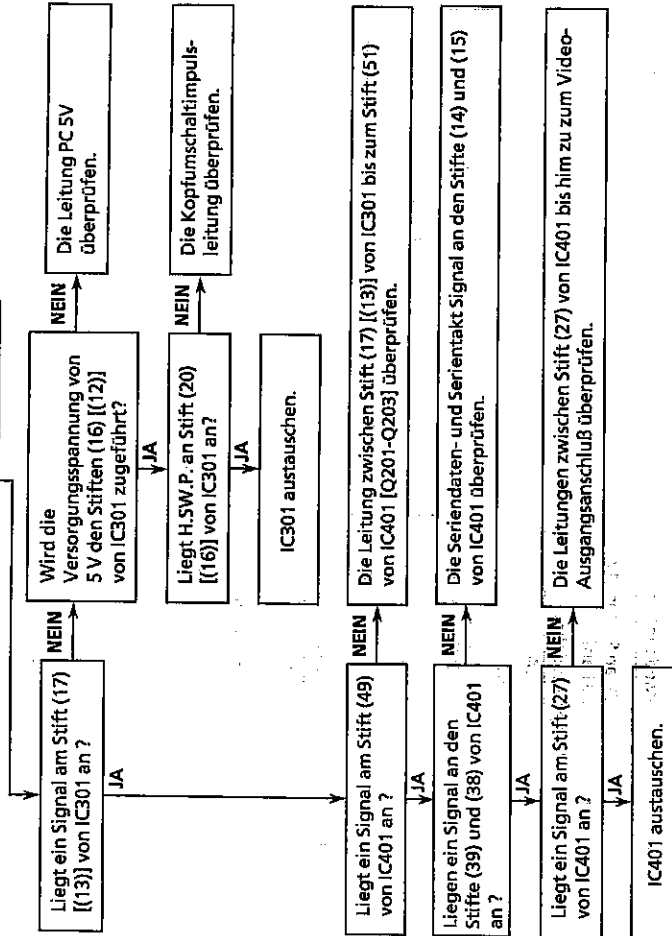 Liegt ein Signal am Stift (17)
[(13)] von IC301 an ?
NEIN
Wird die
Versorgungsspannung von
5 V den Stiften (16) [(12)]
von IC301 zugeführt?
NEIN
Die Leitung PC 5V
überprüfen.
JA
Liegt H.SW.P. an Stift (20)
[(16)] von IC301 an?
NEIN
Die Kopfumschaltimpuls-
leitung überprüfen.
JA
IC301 austauschen.
JA
Liegt ein Signal am Stift (49)
von IC401 an ?
NEIN
Die Leitung zwischen Stift (17) [(13)] von IC301 bis zum Stift (51)
von IC401 [Q201-Q203] überprüfen.
JA
Liegen ein Signal an den
Stifte (39) und (38) von IC401
an ?
NEIN
Die Seriendaten- und Serientakt Signal an den Stifte (14) und (15)
von IC401 überprüfen.
JA
Liegt ein Signal am Stift (27)
von IC401 an ?
NEIN
Die Leitungen zwischen Stift (27) von IC401 bis him zu zum Video-
Ausgangsanschluß überprüfen.
JA
IC401 austauschen.